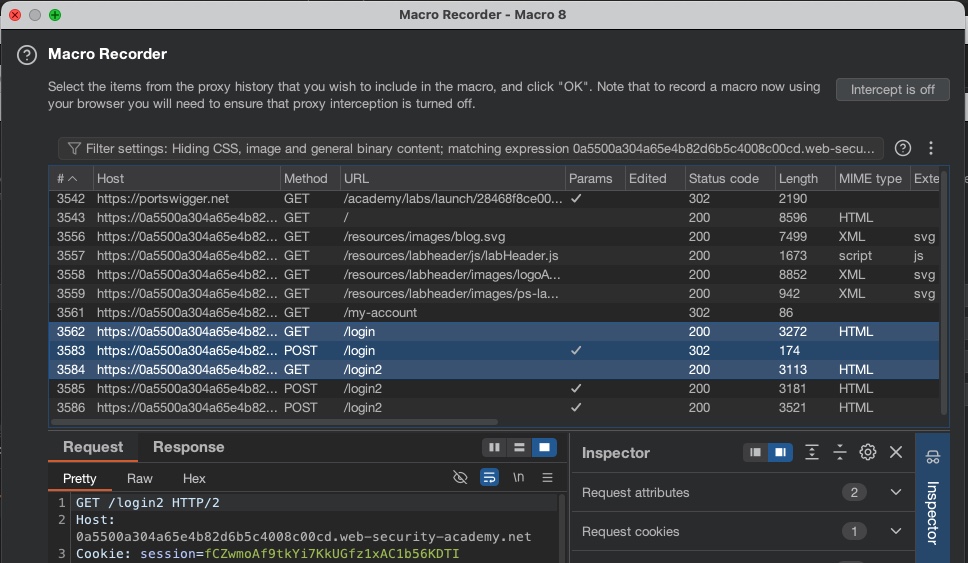 Macro Recorder - Macro 8
Macro Recorder
Select the items from the proxy history that you wish to include in the macro, and click "OK". Note that to record a macro now using
your browser you will need to ensure that proxy interception is turned off.
Intercept is off
Filter settings: Hiding CSS, image and general binary content; matching expression 0a5500a304a65e4b82d6b5c4008c00cd.web-secu...
# Host Method URL Params Edited Status code Length MIME type Exte
3542 https://portswigger.net GET /academy/labs/launch/28468f8ce00... ✓ 302 2190
3543 https://0a5500a304a65e4b82... GET / 200 8596 HTML
3556 https://0a5500a304a65e4b82... GET /resources/images/blog.svg 200 7499 XML svg
3557 https://0a5500a304a65e4b82... GET /resources/labheader/js/labHeader.js 200 1673 script js
3558 https://0a5500a304a65e4b82... GET /resources/labheader/images/logoA... 200 8852 XML svg
3559 https://0a5500a304a65e4b82... GET /resources/labheader/images/ps-la... 200 942 XML svg
3561 https://0a5500a304a65e4b82... GET /my-account 302 86
3562 https://0a5500a304a65e4b82... GET /login 200 3272 HTML
3583 https://0a5500a304a65e4b82... POST /login ✓ 302 174
3584 https://0a5500a304a65e4b82... GET /login2 200 3113 HTML
3585 https://0a5500a304a65e4b82... POST /login2 ✓ 200 3181 HTML
3586 https://0a5500a304a65e4b82... POST /login2 ✓ 200 3521 HTML
Request Response
Pretty Raw Hex \n
1 GET /login2 HTTP/2
2 Host:
0a5500a304a65e4b82d6b5c4008c00cd.web-security-academy.net
3 Cookie: session=fCZwmoAf9tkYi7KkUGfz1xAC1b56KDTI
Inspector
Request attributes 2
Request cookies 1
Inspector